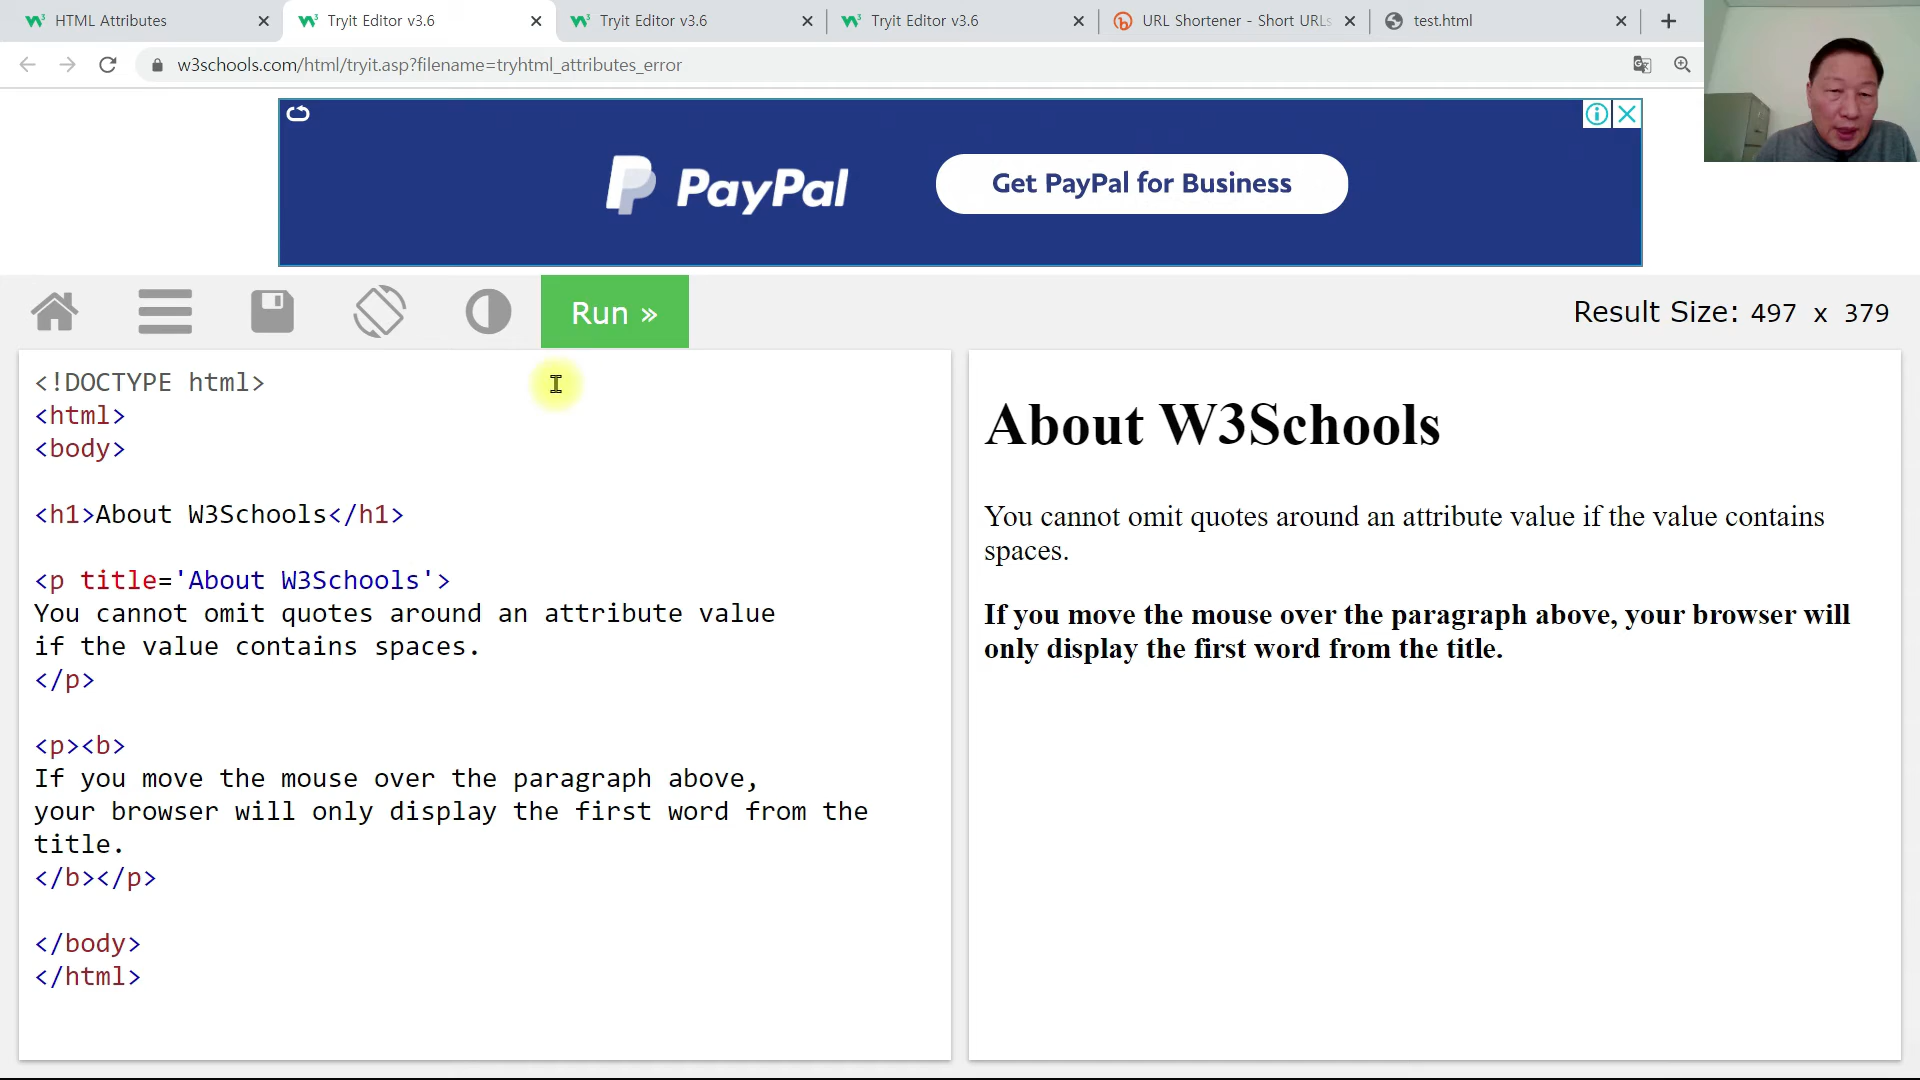 HTML Attributes
Tryit Editor v3.6
Tryit Editor v3.6
Tryit Editor v3.6
URL Shortener - Short URLs
test.html
w3schools.com/html/tryit.asp?filename=tryhtml_attributes_error
PayPal
Get PayPal for Business
Run »
Result Size: 497 x 379
<!DOCTYPE html>
<html>
<body>
<h1>About W3Schools</h1>
<p title='About W3Schools'>
You cannot omit quotes around an attribute value
if the value contains spaces.
</p>
<p><b>
If you move the mouse over the paragraph above,
your browser will only display the first word from the
title.
</b></p>
</body>
</html>
About W3Schools
You cannot omit quotes around an attribute value if the value contains
spaces.
If you move the mouse over the paragraph above, your browser will
only display the first word from the title.